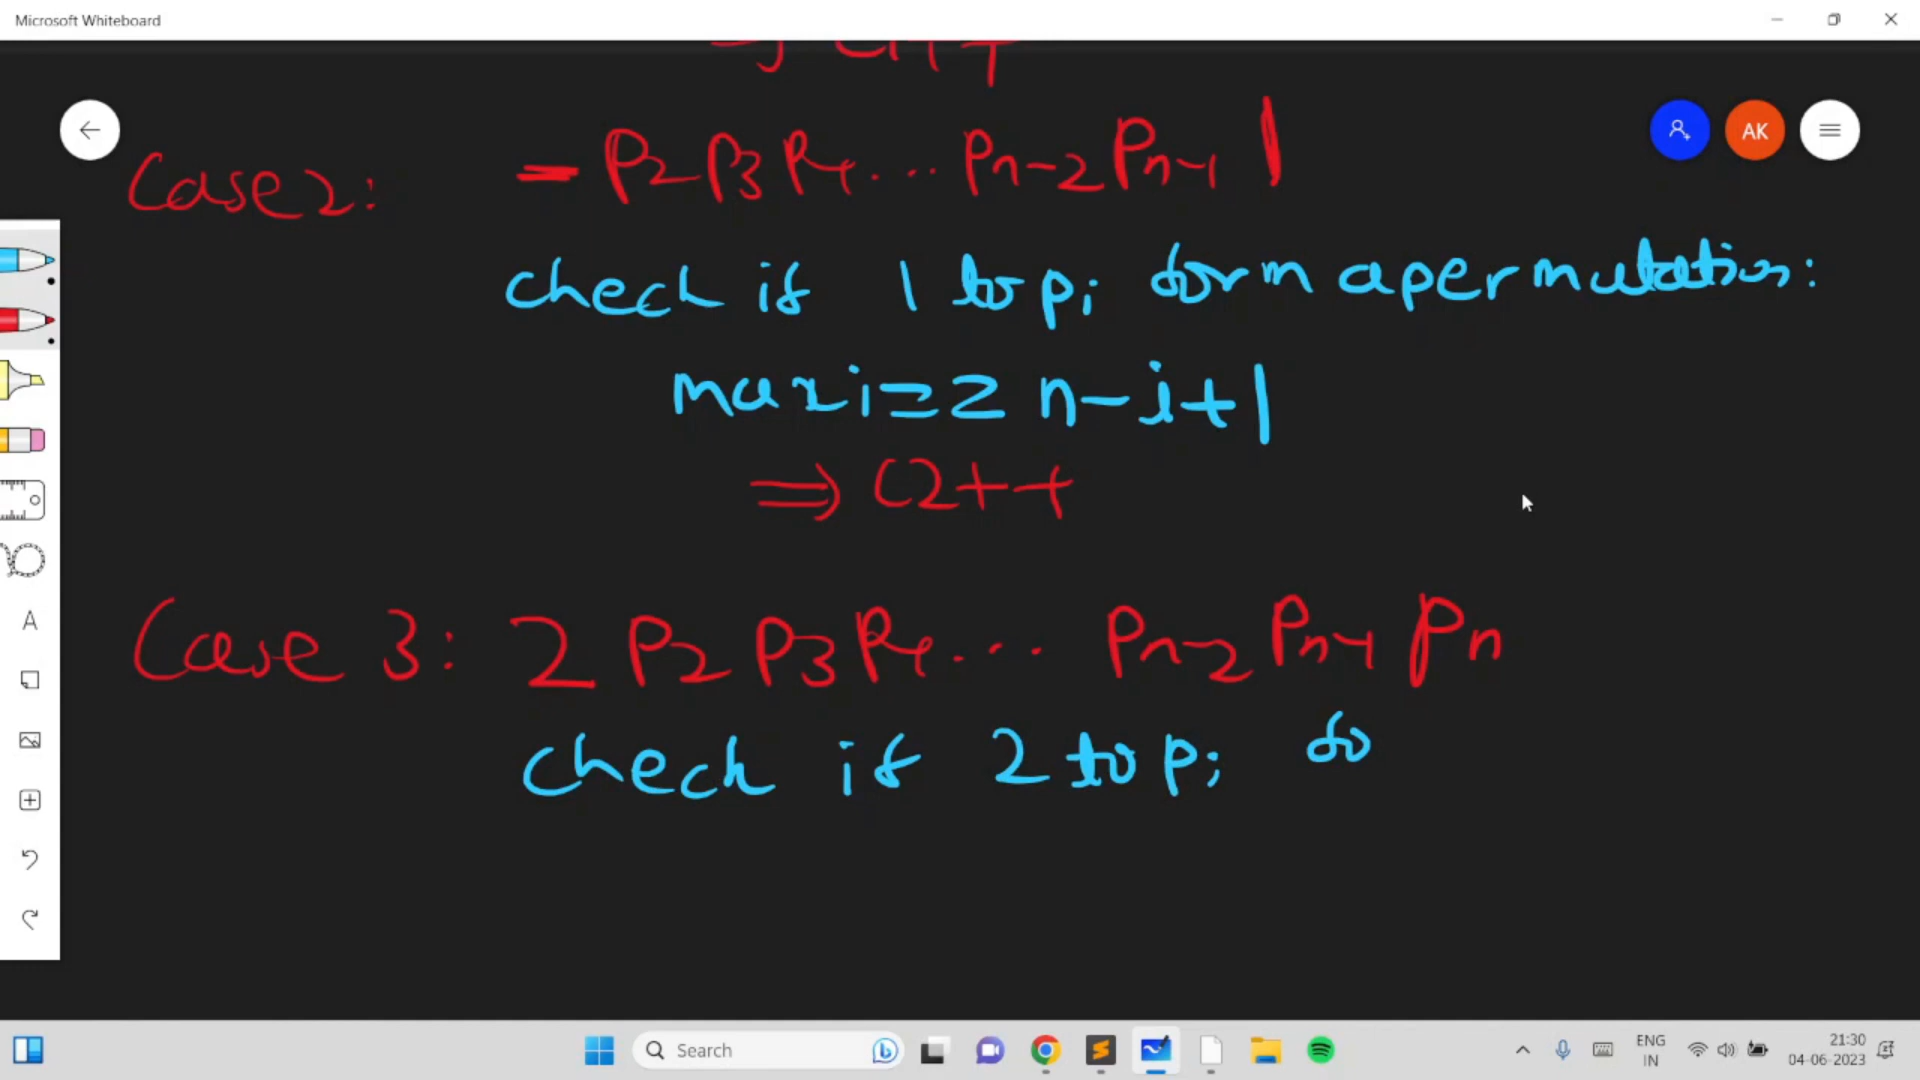 Microsoft Whiteboard
AK
Case 2: – P2 P3 P4 ... Pn-2 Pn-1 1
check if 1 to pi form a permutation:
maxi == n-i+1
⇒ C2++
Case 3: 2 P2 P3 P4 ... Pn-2 Pn-1 Pn
check if 2 to pi fo
A
Search
ENG
IN
21:30
04-06-2023